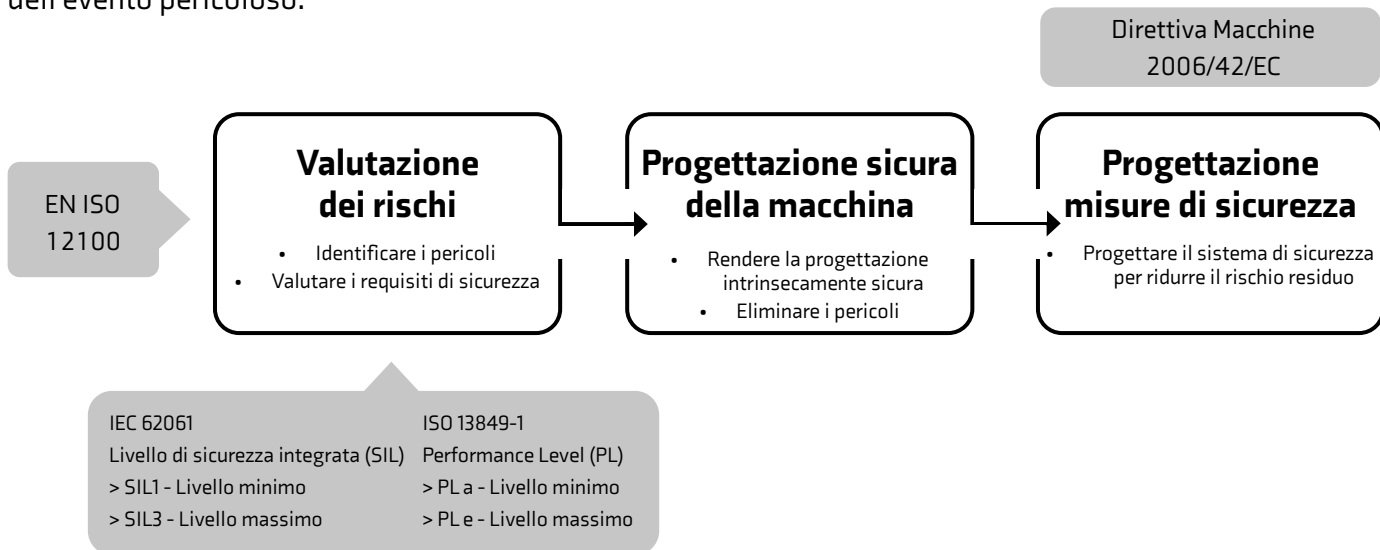 dell'evento pericoloso.
Direttiva Macchine
2006/42/EC
EN ISO
12100
Valutazione
dei rischi
• Identificare i pericoli
• Valutare i requisiti di sicurezza
Progettazione sicura
della macchina
• Rendere la progettazione
intrinsecamente sicura
• Eliminare i pericoli
Progettazione
misure di sicurezza
• Progettare il sistema di sicurezza
per ridurre il rischio residuo
IEC 62061
Livello di sicurezza integrata (SIL)
> SIL1 - Livello minimo
> SIL3 - Livello massimo
ISO 13849-1
Performance Level (PL)
> PL a - Livello minimo
> PL e - Livello massimo